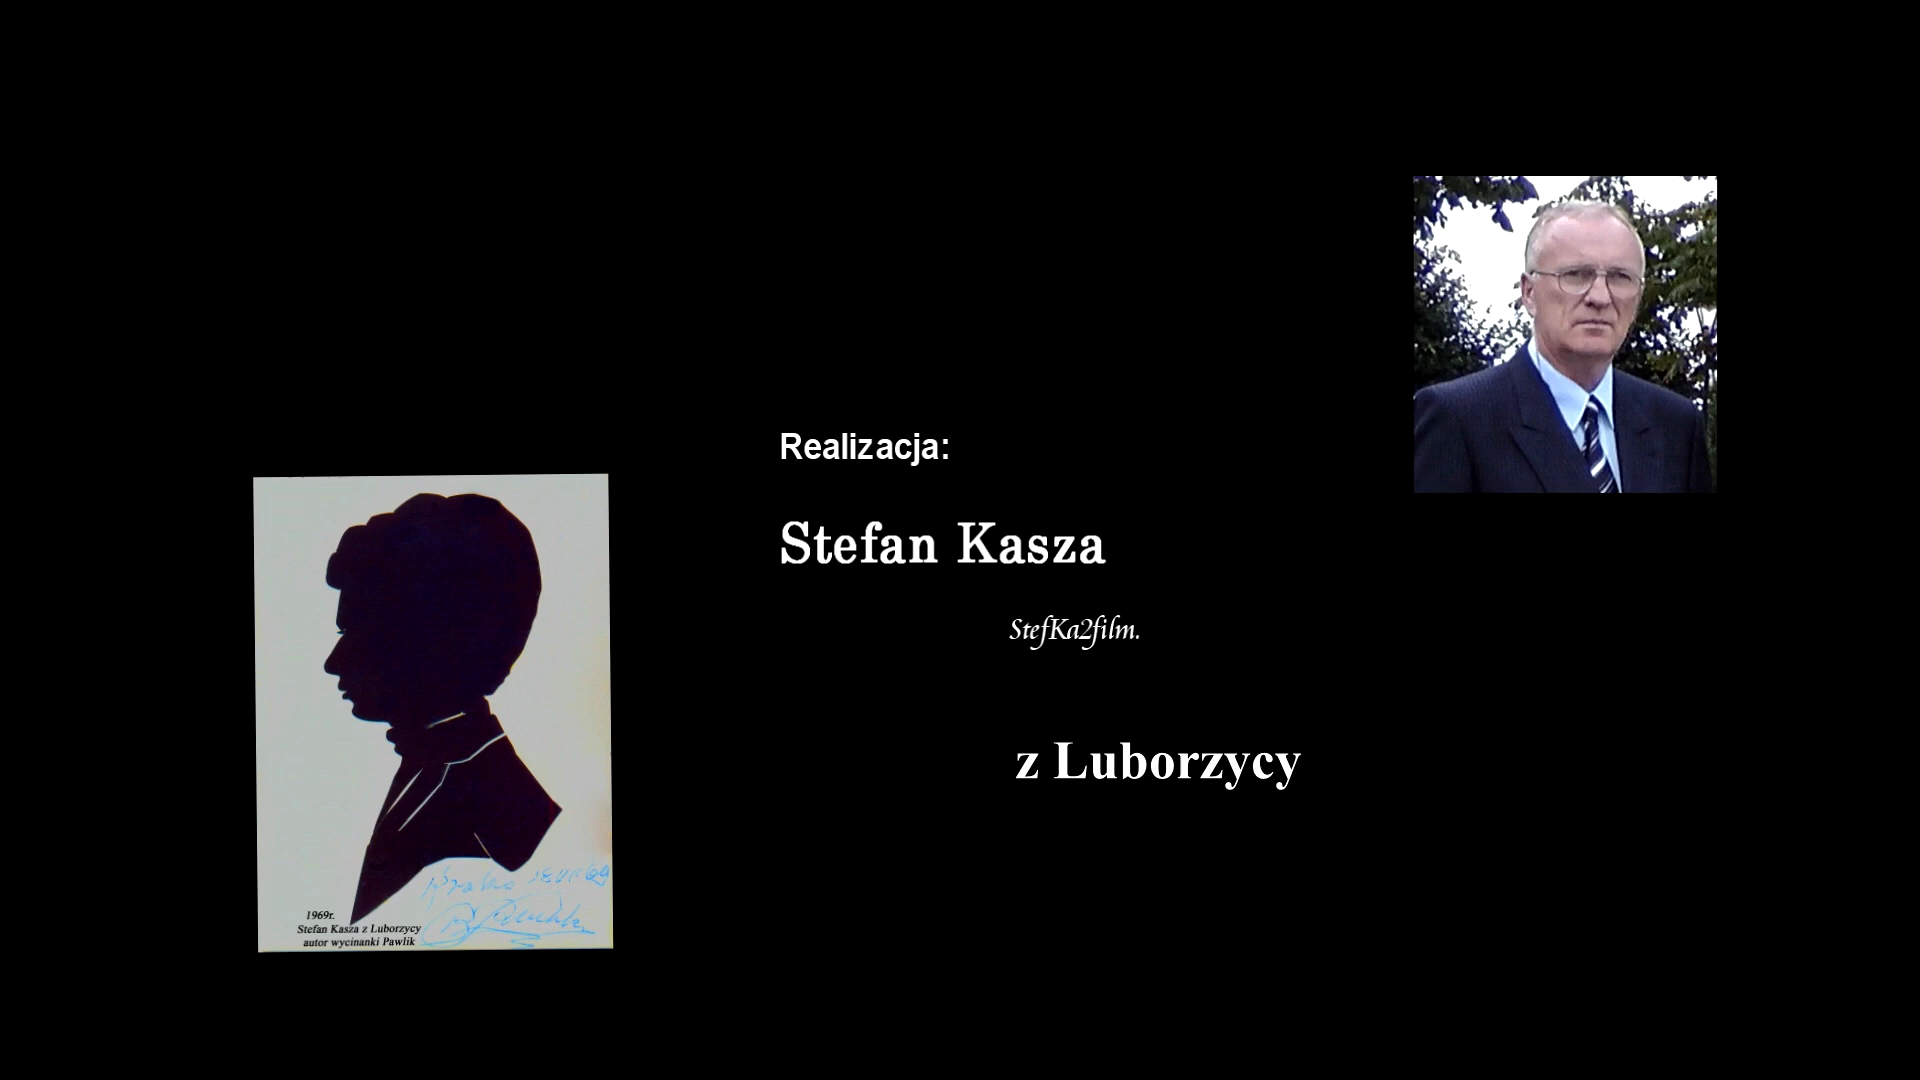 Realizacja:
Stefan Kasza
StefKa2film.
z Luborzycy
1969r.
Stefan Kasza z Luborzycy
autor wycinanki Pawlik